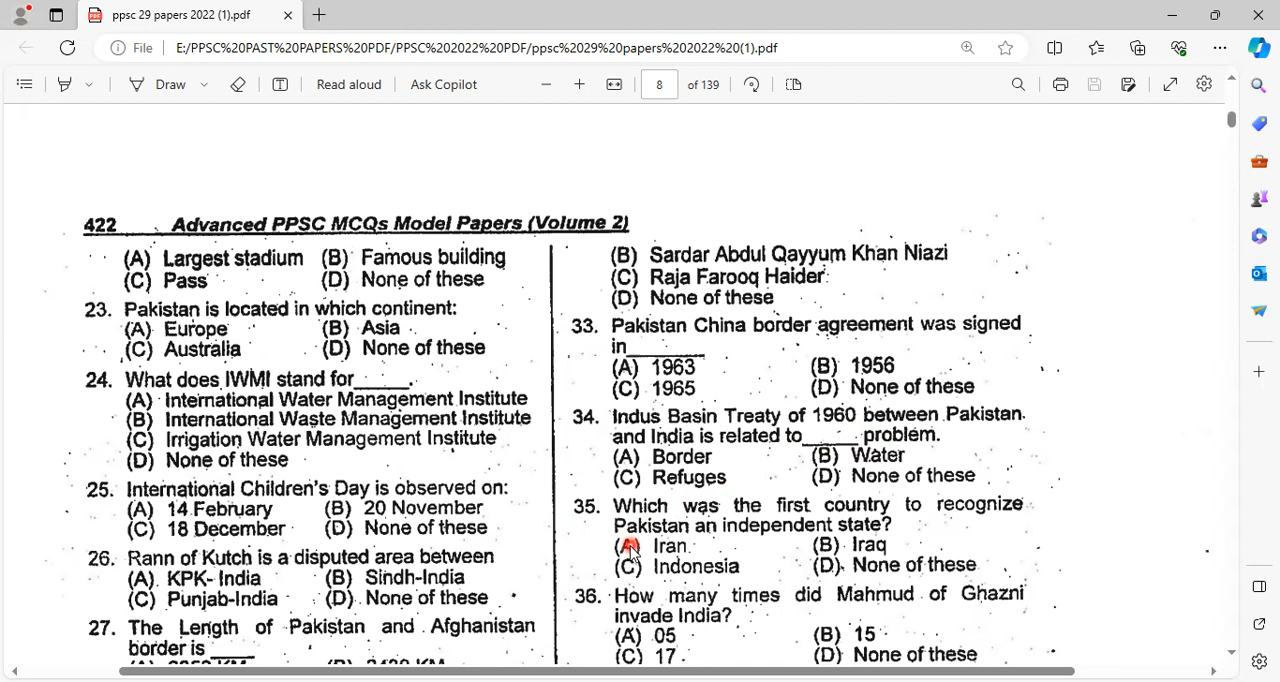 ppsc 29 papers 2022 (1).pdf
File
E:/PPSC%20PAST%20PAPERS%20PDF/PPSC%202022%20PDF/ppsc%2029%20papers%202022%20(1).pdf
Draw
Read aloud
Ask Copilot
8
of 139
422 Advanced PPSC MCQs Model Papers (Volume 2)
(A) Largest stadium (B) Famous building
(C) Pass (D) None of these
23. Pakistan is located in which continent:
(A) Europe (B) Asia
(C) Australia (D) None of these
24. What does IWMI stand for_____.
(A) International Water Management Institute
(B) International Waste Management Institute
(C) Irrigation Water Management Institute
(D) None of these
25. International Children's Day is observed on:
(A) 14 February (B) 20 November
(C) 18 December (D) None of these
26. Rann of Kutch is a disputed area between
(A) KPK- India (B) Sindh-India
(C) Punjab-India (D) None of these
27. The Length of Pakistan and Afghanistan
border is _____
(B) Sardar Abdul Qayyum Khan Niazi
(C) Raja Farooq Haider
(D) None of these
33. Pakistan China border agreement was signed
in________
(A) 1963 (B) 1956
(C) 1965 (D) None of these
34. Indus Basin Treaty of 1960 between Pakistan
and India is related to_____ problem.
(A) Border (B) Water
(C) Refuges (D) None of these
35. Which was the first country to recognize
Pakistan an independent state?
(A) Iran (B) Iraq
(C) Indonesia (D) None of these
36. How many times did Mahmud of Ghazni
invade India?
(A) 05 (B) 15
(C) 17 (D) None of these